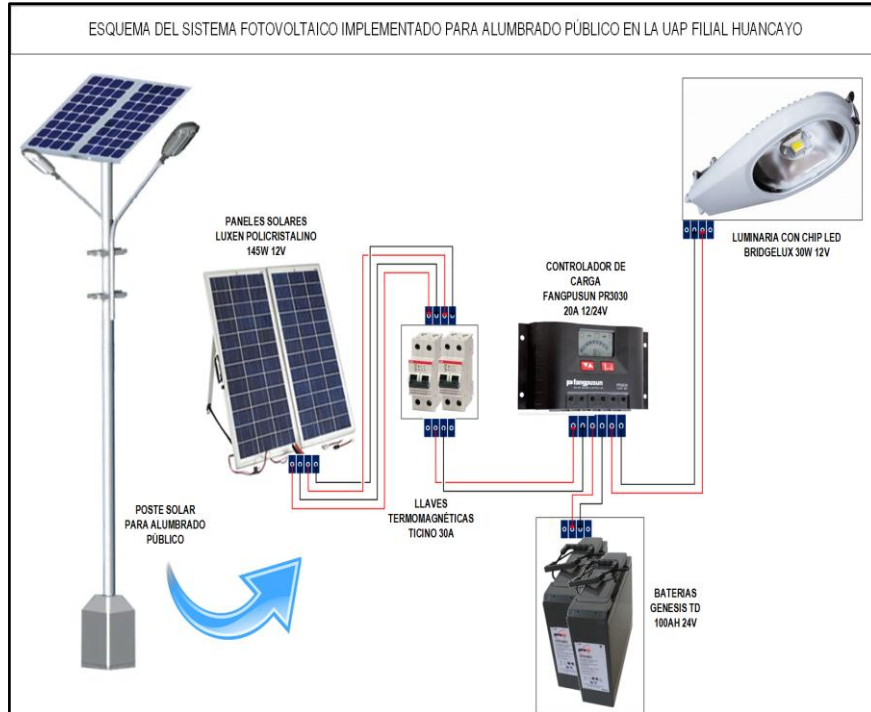 ESQUEMA DEL SISTEMA FOTOVOLTAICO IMPLEMENTADO PARA ALUMBRADO PÚBLICO EN LA UAP FILIAL HUANCAYO
PANELES SOLARES
LUXEN POLICRISTALINO
145W 12V
CONTROLADOR DE
CARGA
FANGPUSUN PR3030
20A 12/24V
LUMINARIA CON CHIP LED
BRIDGELUX 30W 12V
fangpusun
LLAVES
TERMOMAGNÉTICAS
TICINO 30A
POSTE SOLAR
PARA ALUMBRADO
PÚBLICO
BATERIAS
GENESIS TD
100AH 24V